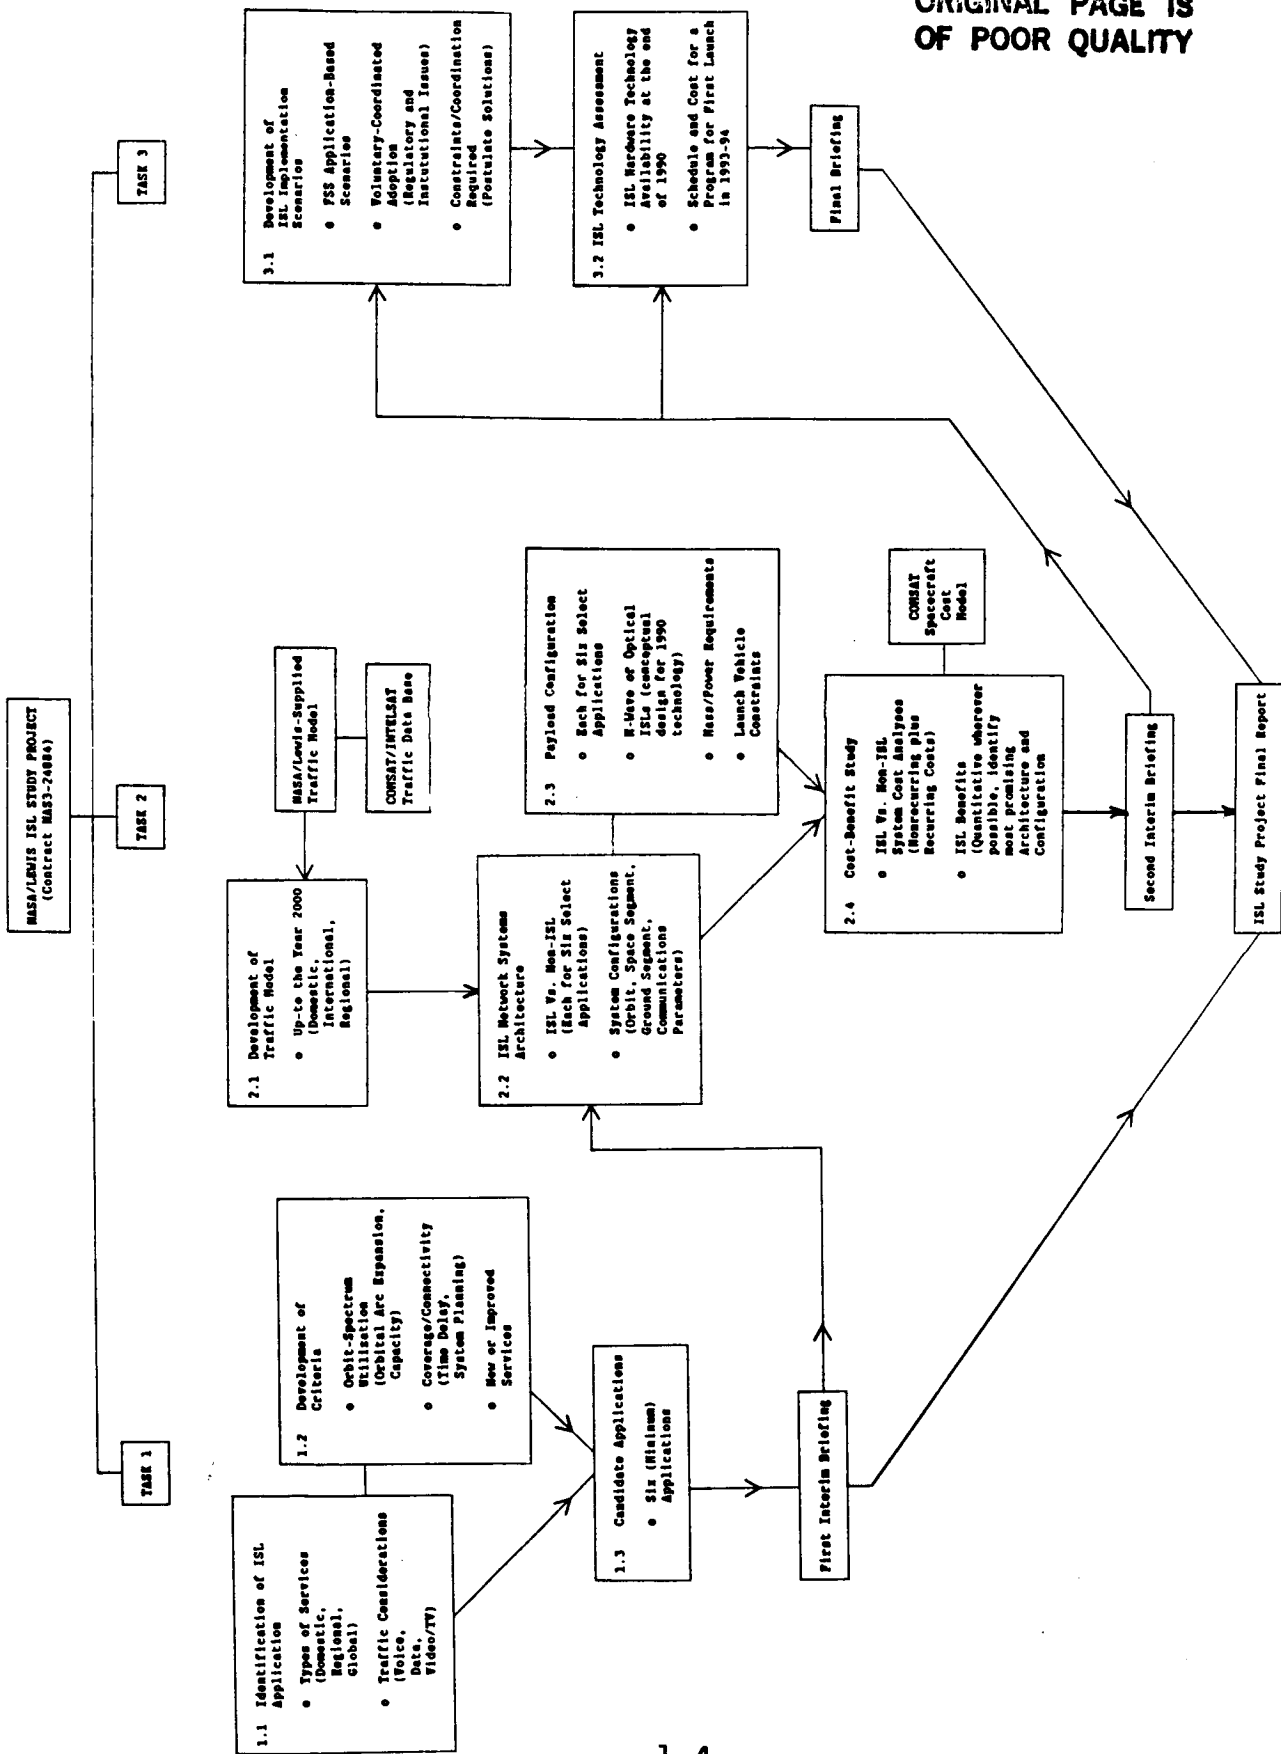 ORIGINAL PAGE IS
OF POOR QUALITY
NASA/LEWIS ISL STUDY PROJECT
(Contract NAS3-24884)
TASK 1
TASK 2
TASK 3
1.1 Identification of ISL
Application
• Types of Services
(Domestic,
Regional,
Global)
• Traffic Considerations
(Voice,
Data,
Video/TV)
1.2 Development of
Criteria
• Orbit-Spectrum
Utilization
(Orbital Arc Expansion,
Capacity)
• Coverage/Connectivity
(Time Delay,
System Planning)
• New or Improved
Services
1.3 Candidate Applications
• Six (Minimum)
Applications
First Interim Briefing
NASA/Lewis-Supplied
Traffic Model
COMSAT/INTELSAT
Traffic Data Base
2.1 Development of
Traffic Model
• Up-to the Year 2000
(Domestic,
International,
Regional)
2.2 ISL Network Systems
Architecture
• ISL Vs. Non-ISL
(Each for Six Select
Applications)
• System Configurations
(Orbit, Space Segment,
Ground Segment,
Communications
Parameters)
2.3 Payload Configuration
• Each for Six Select
Applications
• M-Wave or Optical
ISLs (conceptual
design for 1990
technology)
• Mass/Power Requirements
• Launch Vehicle
Constraints
2.4 Cost-Benefit Study
• ISL Vs. Non-ISL
System Cost Analyses
(Nonrecurring plus
Recurring Costs)
• ISL Benefits
(Quantitative wherever
possible, identify
most promising
Architecture and
Configuration
COMSAT
Spacecraft
Cost
Model
Second Interim Briefing
3.1 Development of
ISL Implementation
Scenarios
• FSS Application-Based
Scenarios
• Voluntary-Coordinated
Adoption
(Regulatory and
Instutional Issues)
• Constraints/Coordination
Required
(Postulate Solutions)
3.2 ISL Technology Assessment
• ISL Hardware Technology
Availability at the end
of 1990
• Schedule and Cost for a
Program for First Launch
in 1993-94
Final Briefing
ISL Study Project Final Report